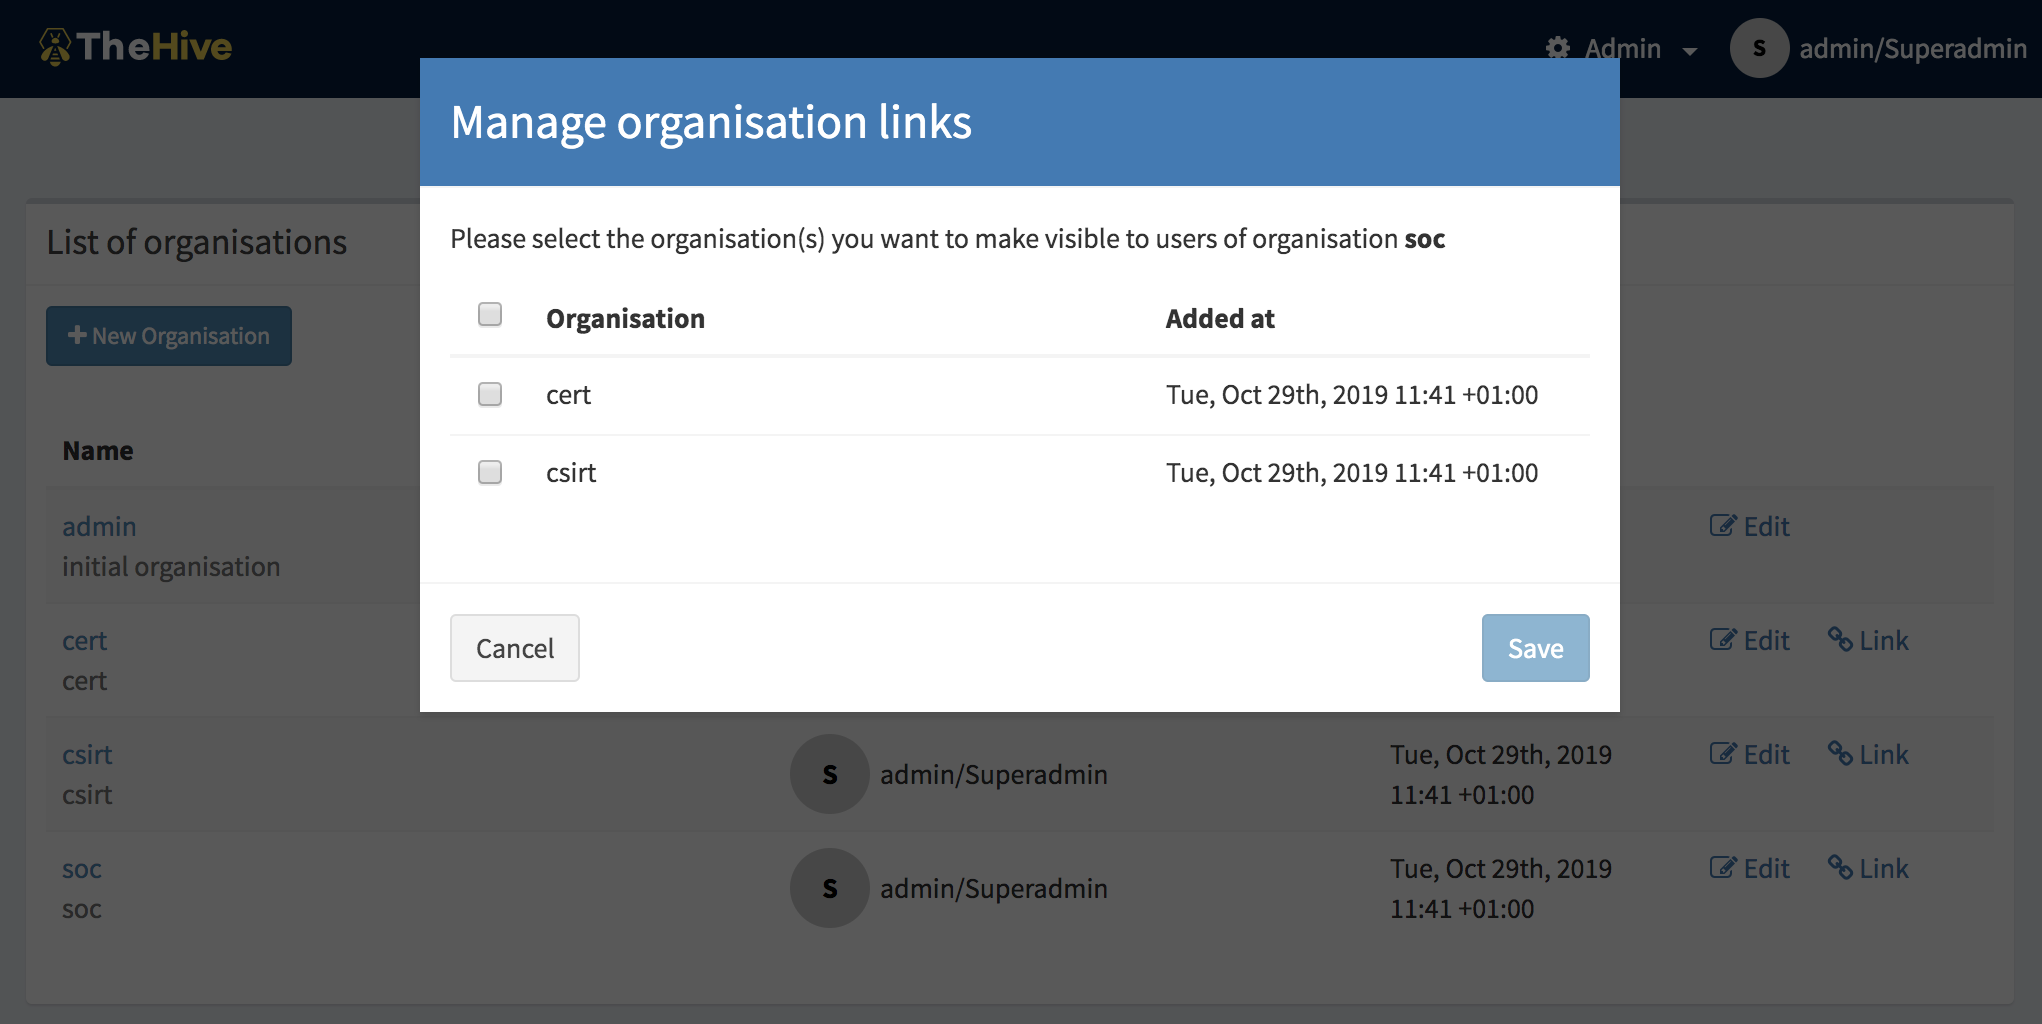 TheHive
Admin
S
admin/Superadmin
Manage organisation links
Please select the organisation(s) you want to make visible to users of organisation soc
Organisation Added at
cert Tue, Oct 29th, 2019 11:41 +01:00
csirt Tue, Oct 29th, 2019 11:41 +01:00
Cancel Save
List of organisations
New Organisation
Name
admin Edit
initial organisation
cert Edit Link
cert
csirt S admin/Superadmin Tue, Oct 29th, 2019 Edit Link
csirt 11:41 +01:00
soc S admin/Superadmin Tue, Oct 29th, 2019 Edit Link
soc 11:41 +01:00